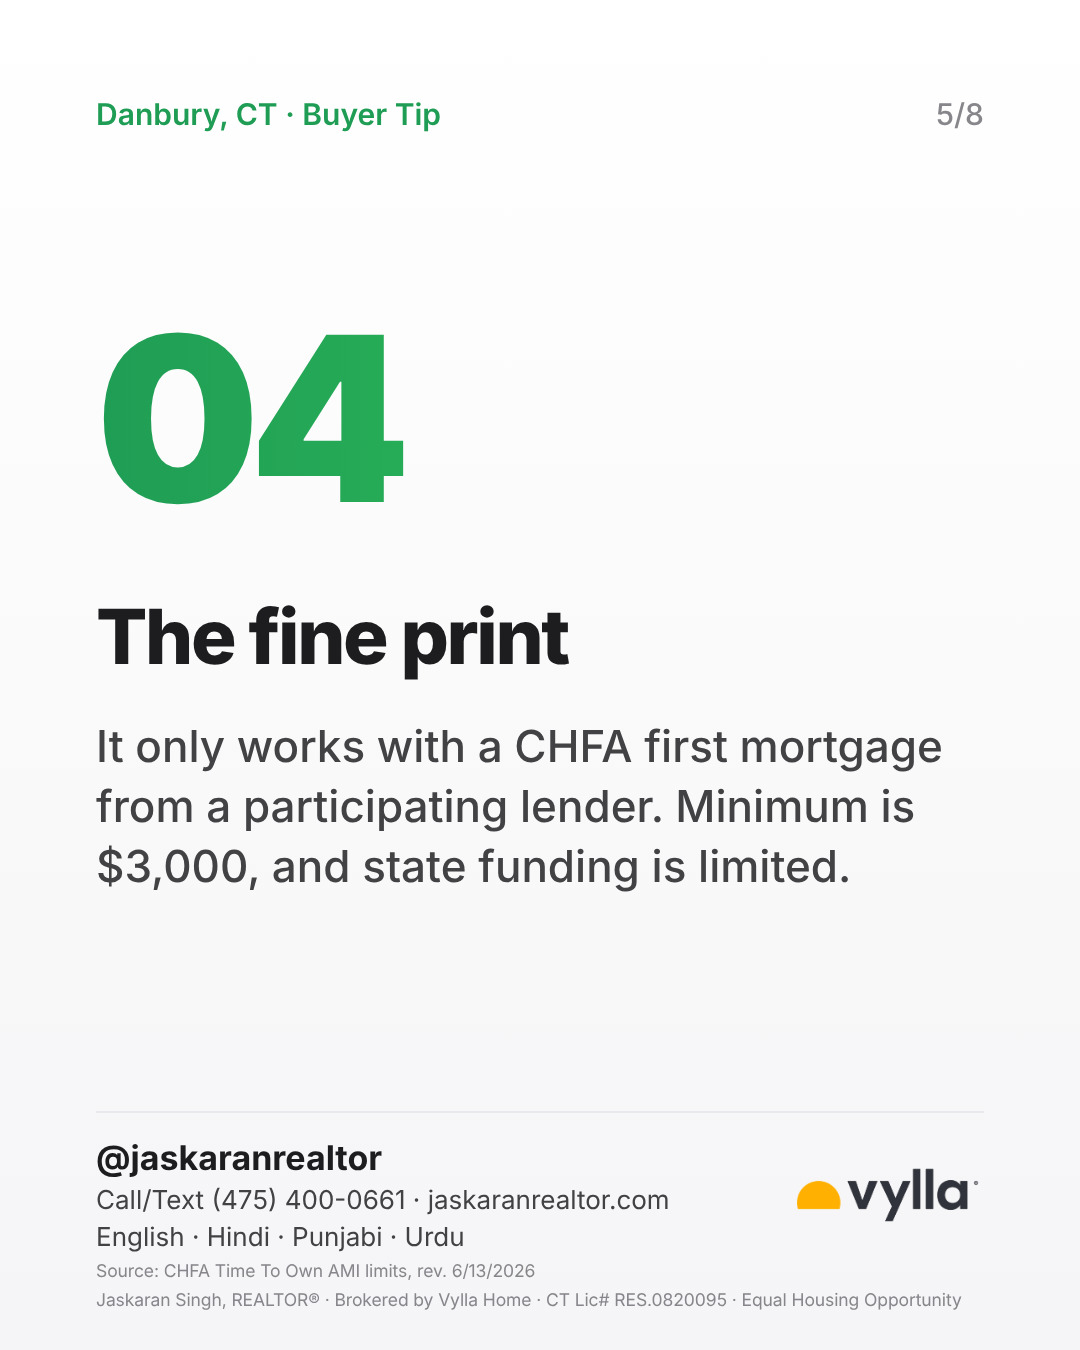 Danbury, CT · Buyer Tip
5/8
04
The fine print
It only works with a CHFA first mortgage
from a participating lender. Minimum is
$3,000, and state funding is limited.
@jaskaranrealtor
Call/Text (475) 400-0661 · jaskaranrealtor.com
English · Hindi · Punjabi · Urdu
vylla
Source: CHFA Time To Own AMI limits, rev. 6/13/2026
Jaskaran Singh, REALTOR® · Brokered by Vylla Home · CT Lic# RES.0820095 · Equal Housing Opportunity